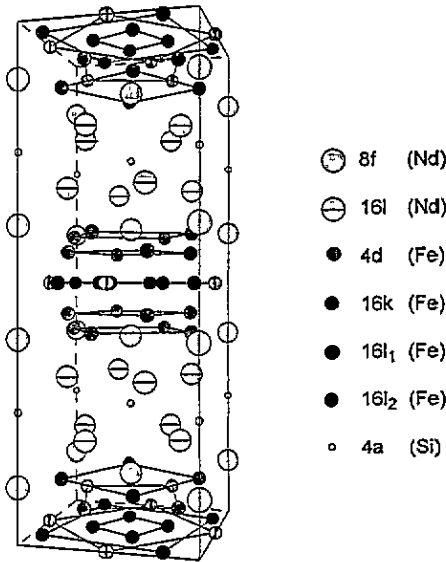 8f (Nd)
16l (Nd)
4d (Fe)
16k (Fe)
16l₁ (Fe)
16l₂ (Fe)
4a (Si)